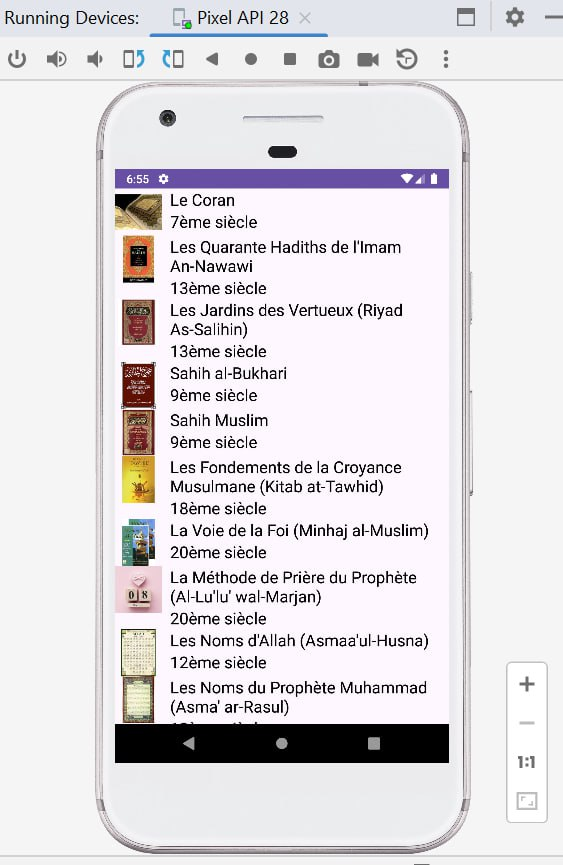 Running Devices:
Pixel API 28
6:55
Le Coran
7ème siècle
Les Quarante Hadiths de l'Imam
An-Nawawi
13ème siècle
Les Jardins des Vertueux (Riyad
As-Salihin)
13ème siècle
Sahih al-Bukhari
9ème siècle
Sahih Muslim
9ème siècle
Les Fondements de la Croyance
Musulmane (Kitab at-Tawhid)
18ème siècle
La Voie de la Foi (Minhaj al-Muslim)
20ème siècle
08
La Méthode de Prière du Prophète
(Al-Lu'lu' wal-Marjan)
20ème siècle
Les Noms d'Allah (Asmaa'ul-Husna)
12ème siècle
Les Noms du Prophète Muhammad
(Asma' ar-Rasul)
1:1